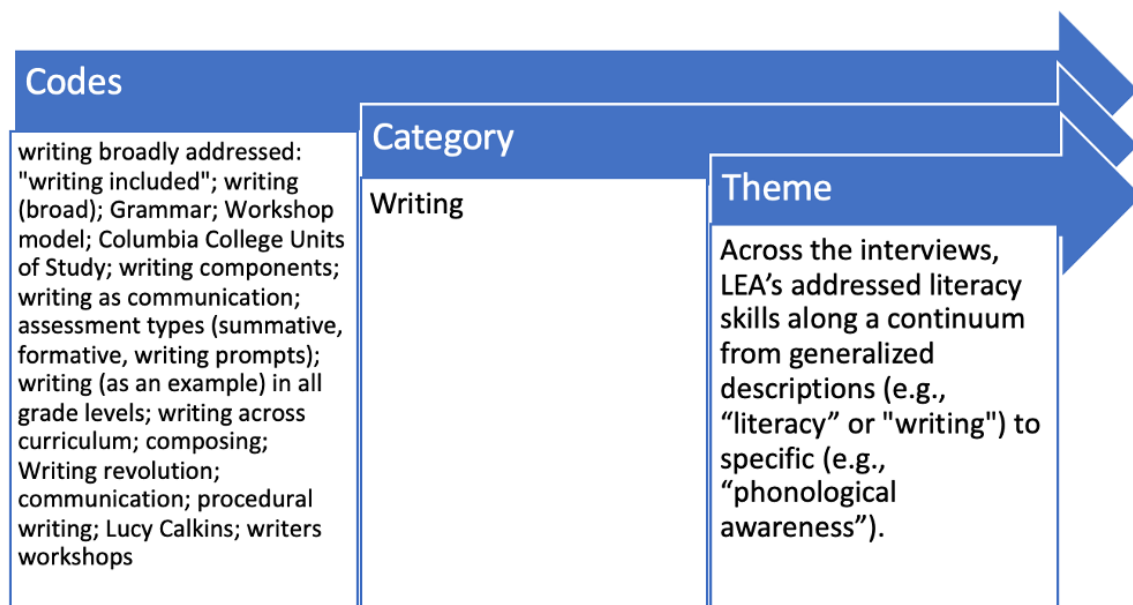 Codes
writing broadly addressed:
"writing included"; writing
(broad); Grammar; Workshop
model; Columbia College Units
of Study; writing components;
writing as communication;
assessment types (summative,
formative, writing prompts);
writing (as an example) in all
grade levels; writing across
curriculum; composing;
Writing revolution;
communication; procedural
writing; Lucy Calkins; writers
workshops
Category
Writing
Theme
Across the interviews,
LEA’s addressed literacy
skills along a continuum
from generalized
descriptions (e.g.,
“literacy” or "writing") to
specific (e.g.,
“phonological
awareness”).